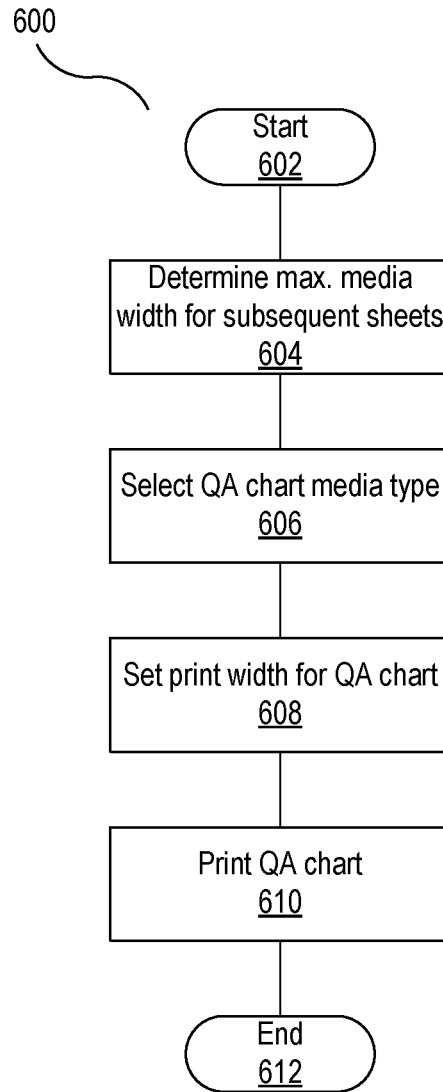 600
Start
602
Determine max. media
width for subsequent sheets
604
Select QA chart media type
606
Set print width for QA chart
608
Print QA chart
610
End
612